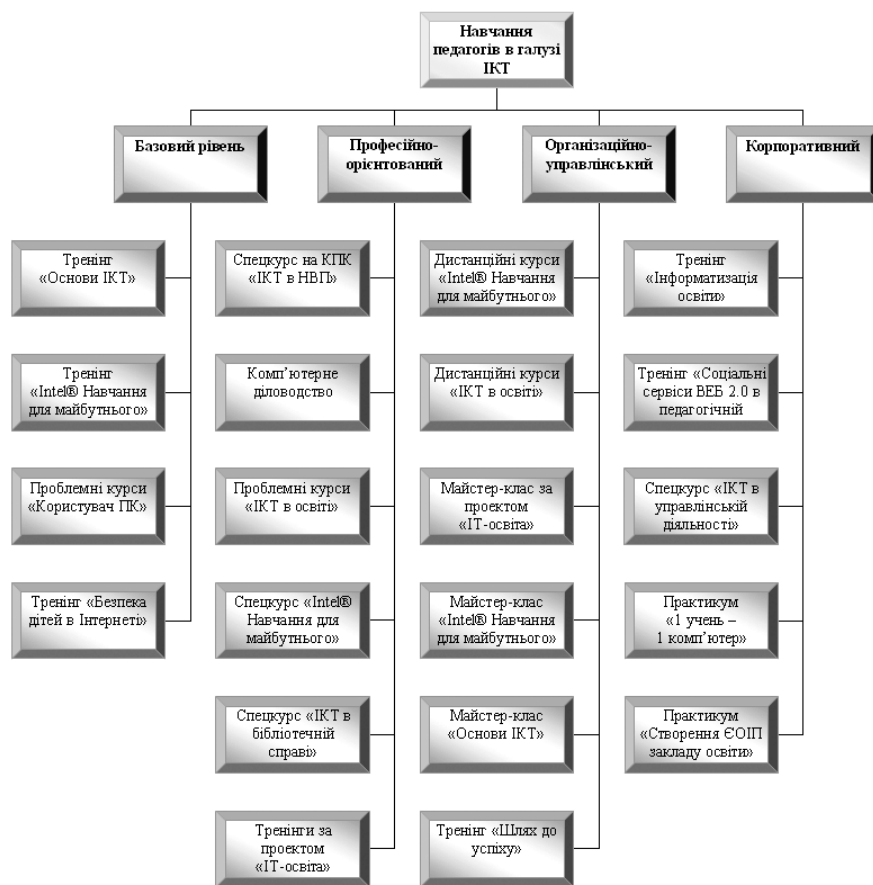 Навчання
педагогів в галузі
ІКТ
Базовий рівень
Професійно-
орієнтований
Організаційно-
управлінський
Корпоративний
Тренінг
«Основи ІКТ»
Тренінг
«Intel® Навчання
для майбутнього»
Проблемні курси
«Користувач ПК»
Тренінг «Безпека
дітей в Інтернеті»
Спецкурс на КПК
«ІКТ в НВП»
Комп’ютерне
діловодство
Проблемні курси
«ІКТ в освіті»
Спецкурс «Intel®
Навчання для
майбутнього»
Спецкурс «ІКТ в
бібліотечній
справі»
Тренінги за
проектом
«ІТ-освіта»
Дистанційні курси
«Intel® Навчання
для майбутнього»
Дистанційні курси
«ІКТ в освіті»
Майстер-клас за
проектом
«ІТ-освіта»
Майстер-клас
«Intel® Навчання
для майбутнього»
Майстер-клас
«Основи ІКТ»
Тренінг «Шлях до
успіху»
Тренінг
«Інформатизація
освіти»
Тренінг «Соціальні
сервіси ВЕБ 2.0 в
педагогічній
Спецкурс «ІКТ в
управлінській
діяльності»
Практикум
«1 учень –
1 комп’ютер»
Практикум
«Створення ЄОІП
закладу освіти»